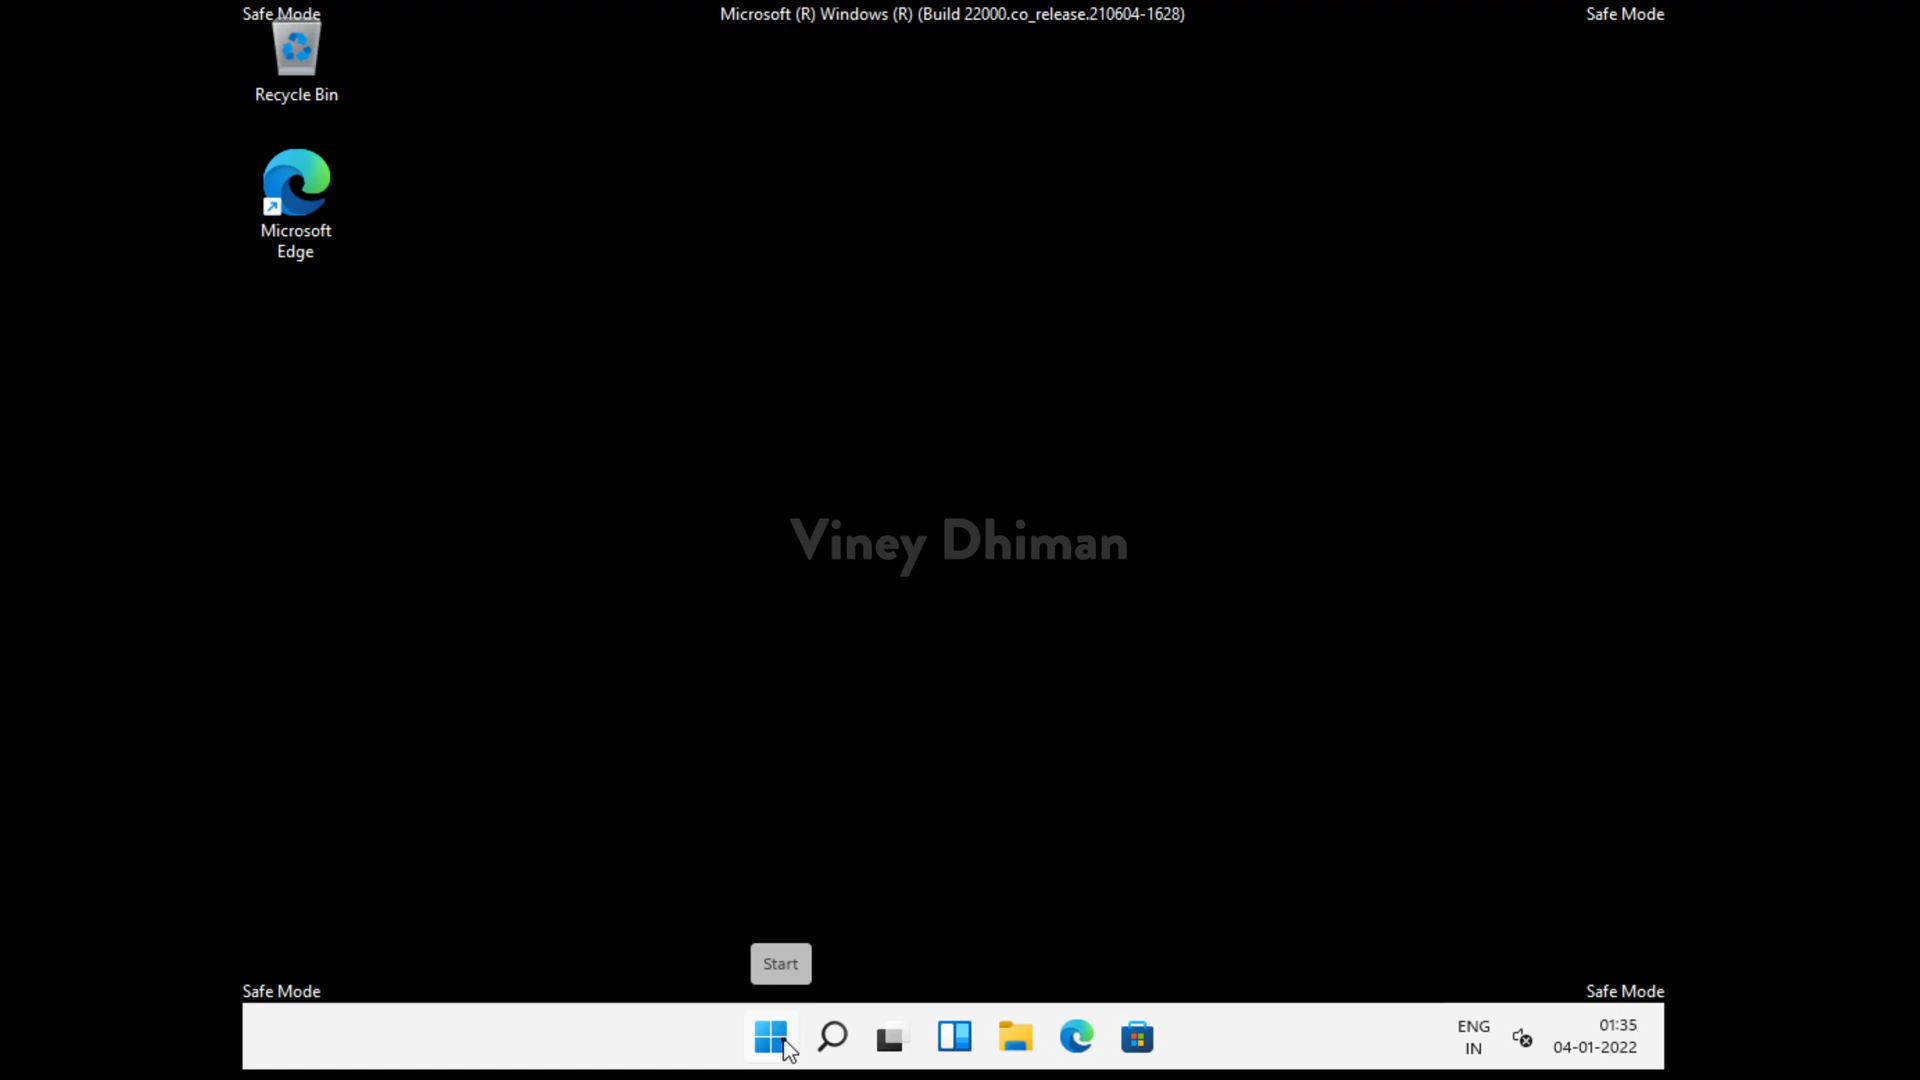 Safe Mode
Microsoft (R) Windows (R) (Build 22000.co_release.210604-1628)
Safe Mode
Recycle Bin
Microsoft
Edge
Viney Dhiman
Start
Safe Mode
Safe Mode
ENG
IN
01:35
04-01-2022